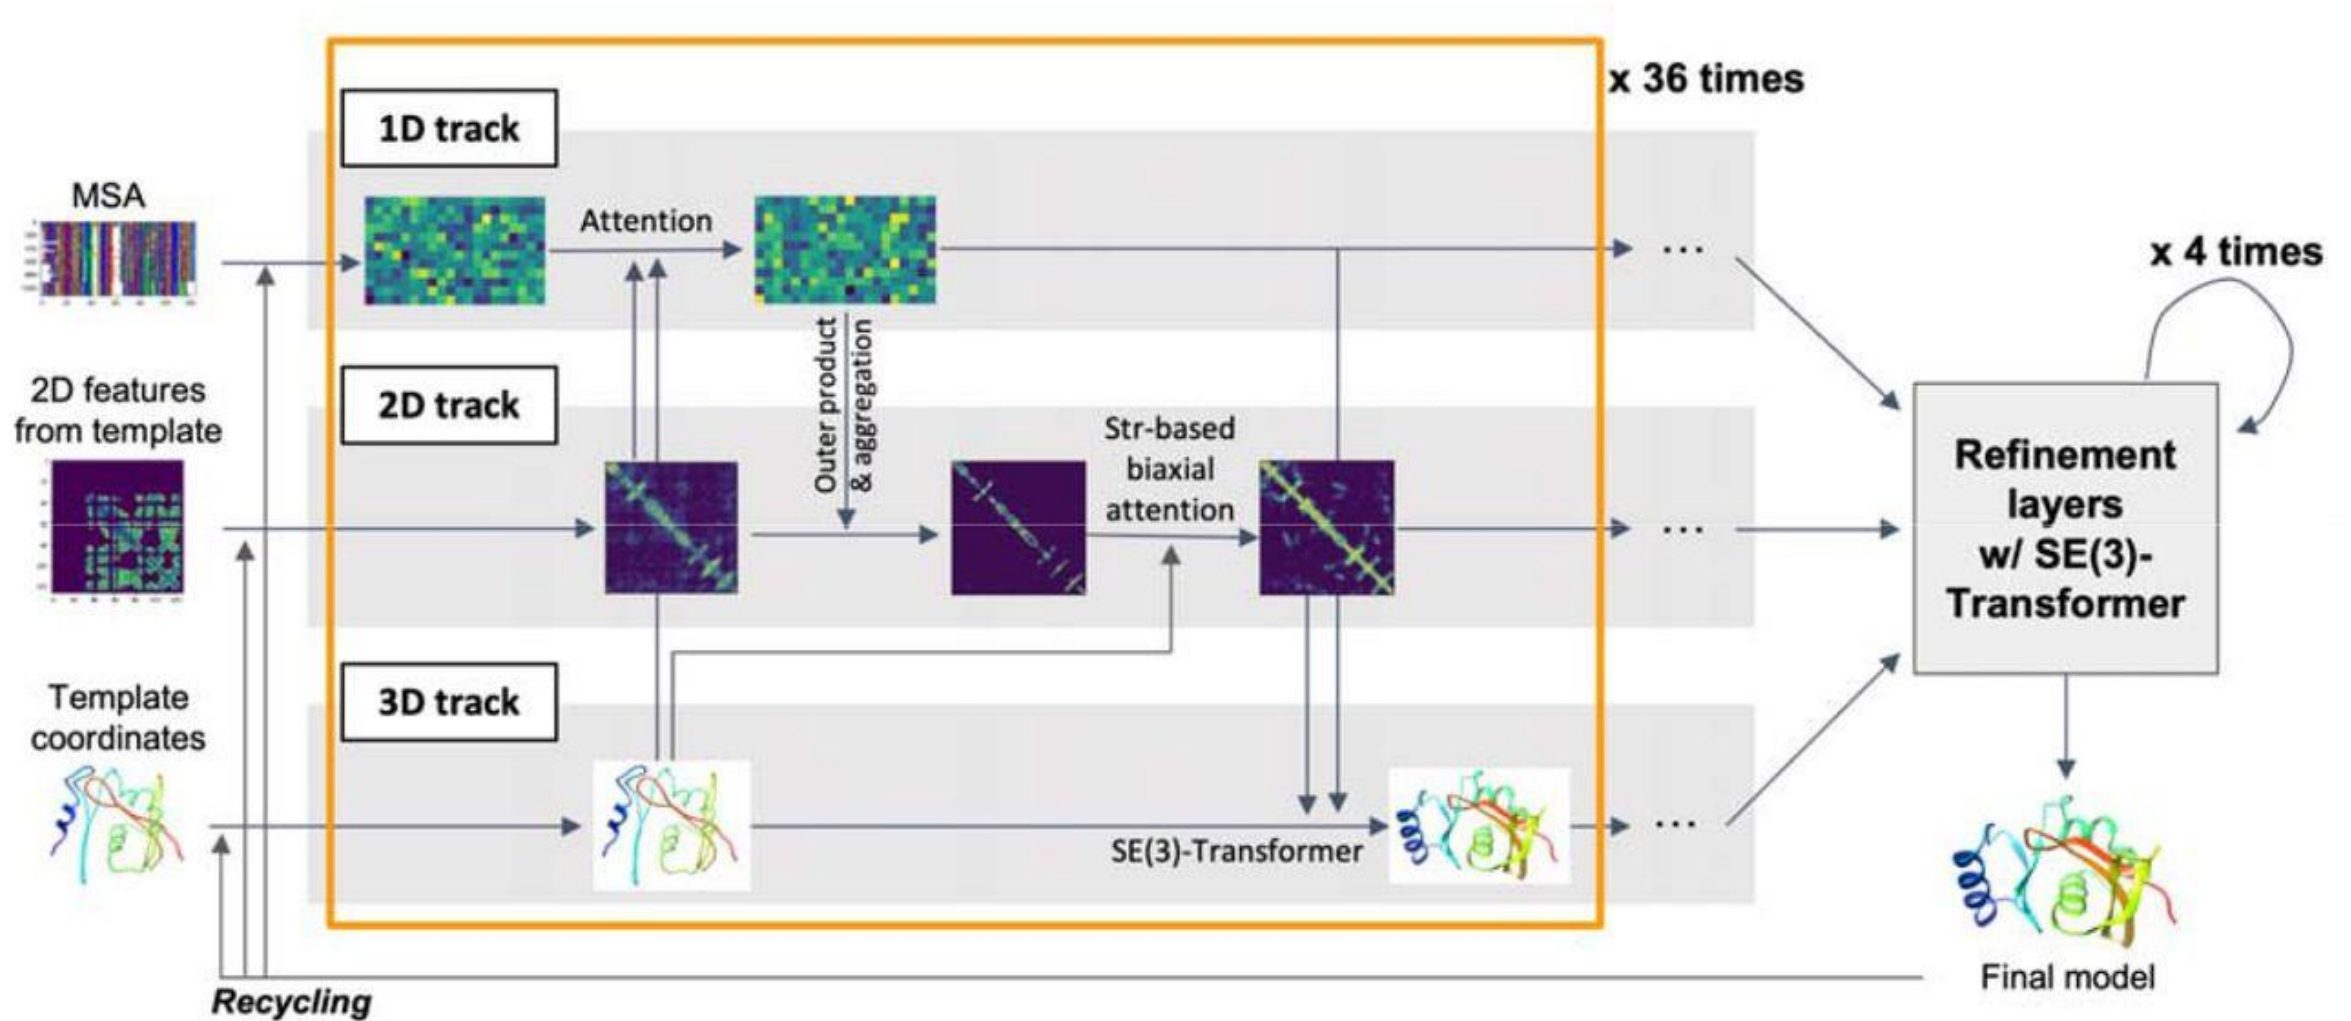 x 36 times
1D track
MSA
Attention
...
x 4 times
Outer product
& aggregation
2D features
from template
2D track
Str-based
biaxial
attention
...
Refinement
layers
w/ SE(3)-
Transformer
Template
coordinates
3D track
SE(3)-Transformer
...
Final model
Recycling